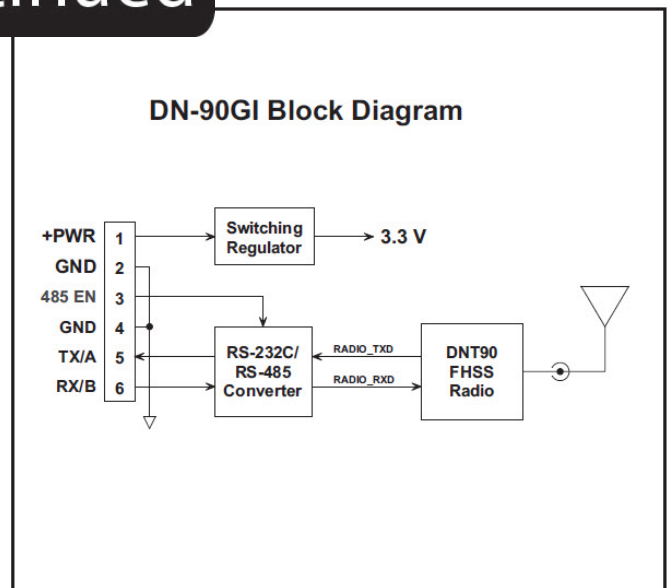 DN-90GI Block Diagram
+PWR 1
GND 2
485 EN 3
GND 4
TX/A 5
RX/B 6
Switching
Regulator
3.3 V
RS-232C/
RS-485
Converter
RADIO_TXD
RADIO_RXD
DNT90
FHSS
Radio